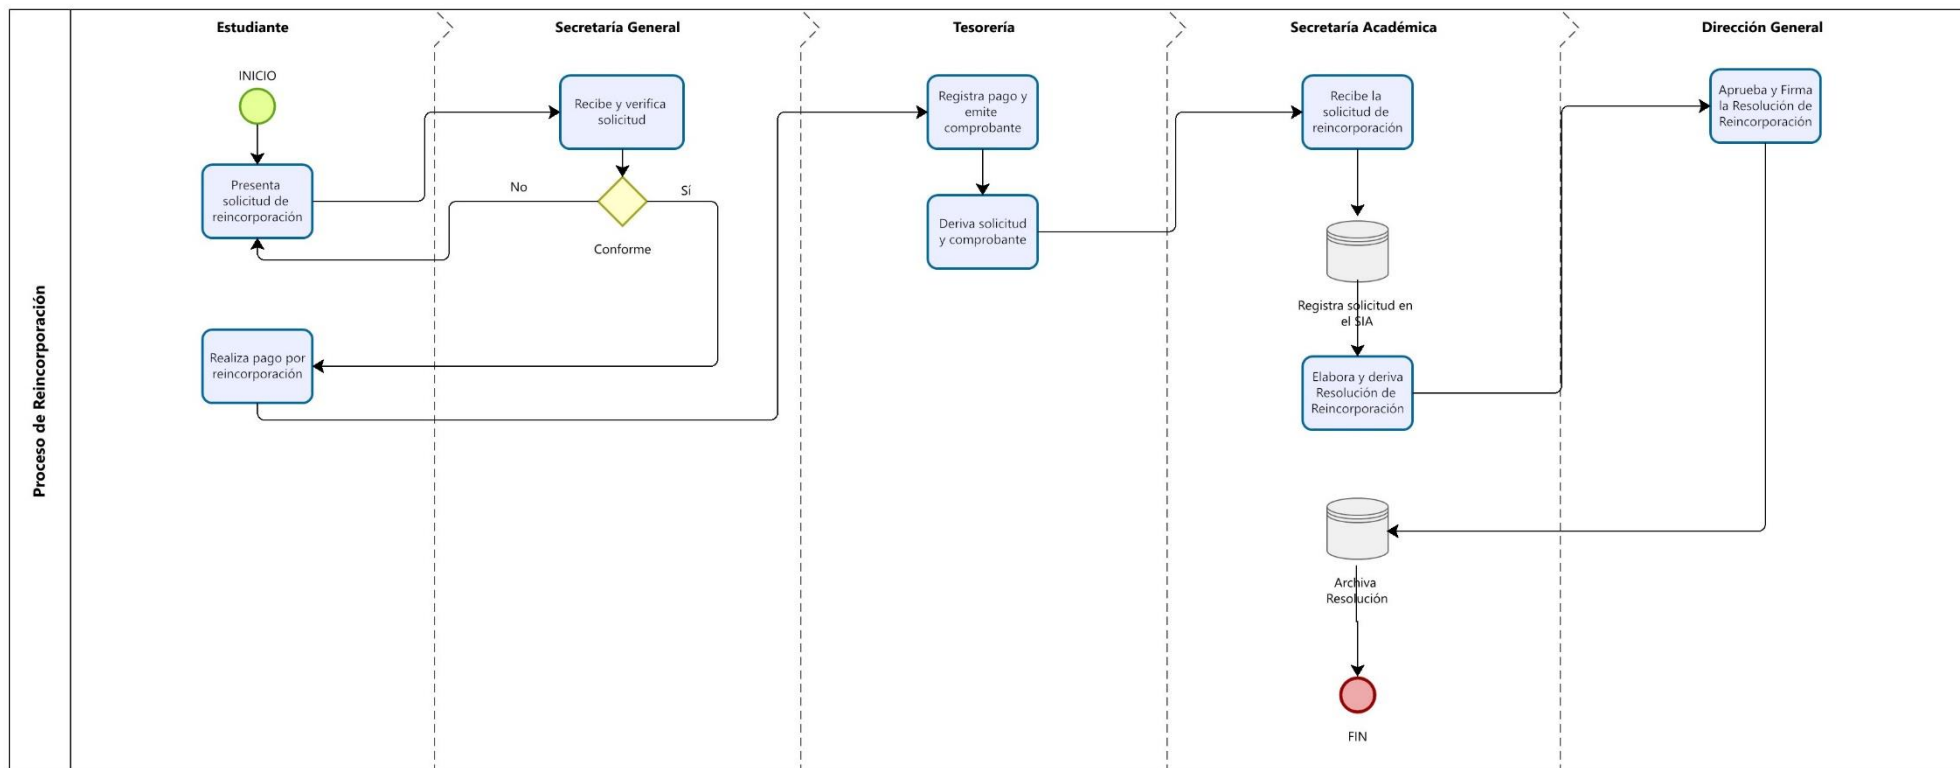 Proceso de Reincorporación
Estudiante
Secretaría General
Tesorería
Secretaría Académica
Dirección General
INICIO
Presenta
solicitud de
reincorporación
Realiza pago por
reincorporación
Recibe y verifica
solicitud
No
Sí
Conforme
Registra pago y
emite
comprobante
Deriva solicitud
y comprobante
Recibe la
solicitud de
reincorporación
Registra solicitud en
el SIA
Elabora y deriva
Resolución de
Reincorporación
Archiva
Resolución
FIN
Aprueba y Firma
la Resolución de
Reincorporación